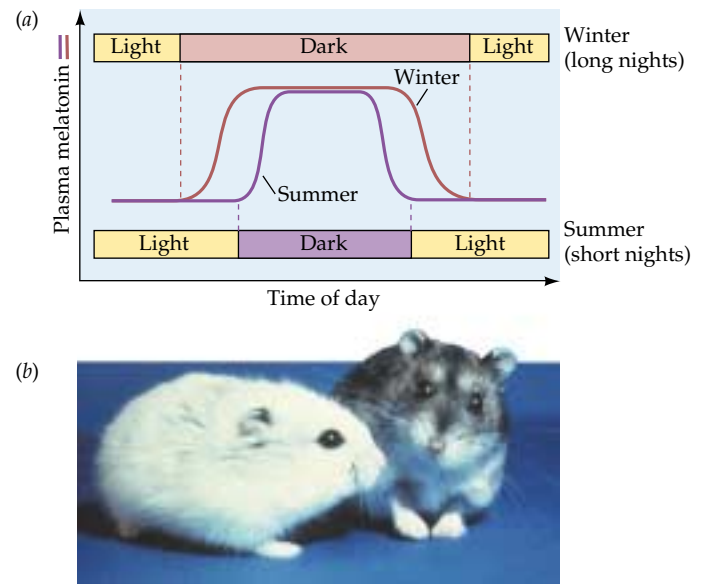 (a)
Light Dark Light
Winter
(long nights)
Plasma melatonin
Winter
Summer
Light Dark Light
Summer
(short nights)
Time of day
(b)